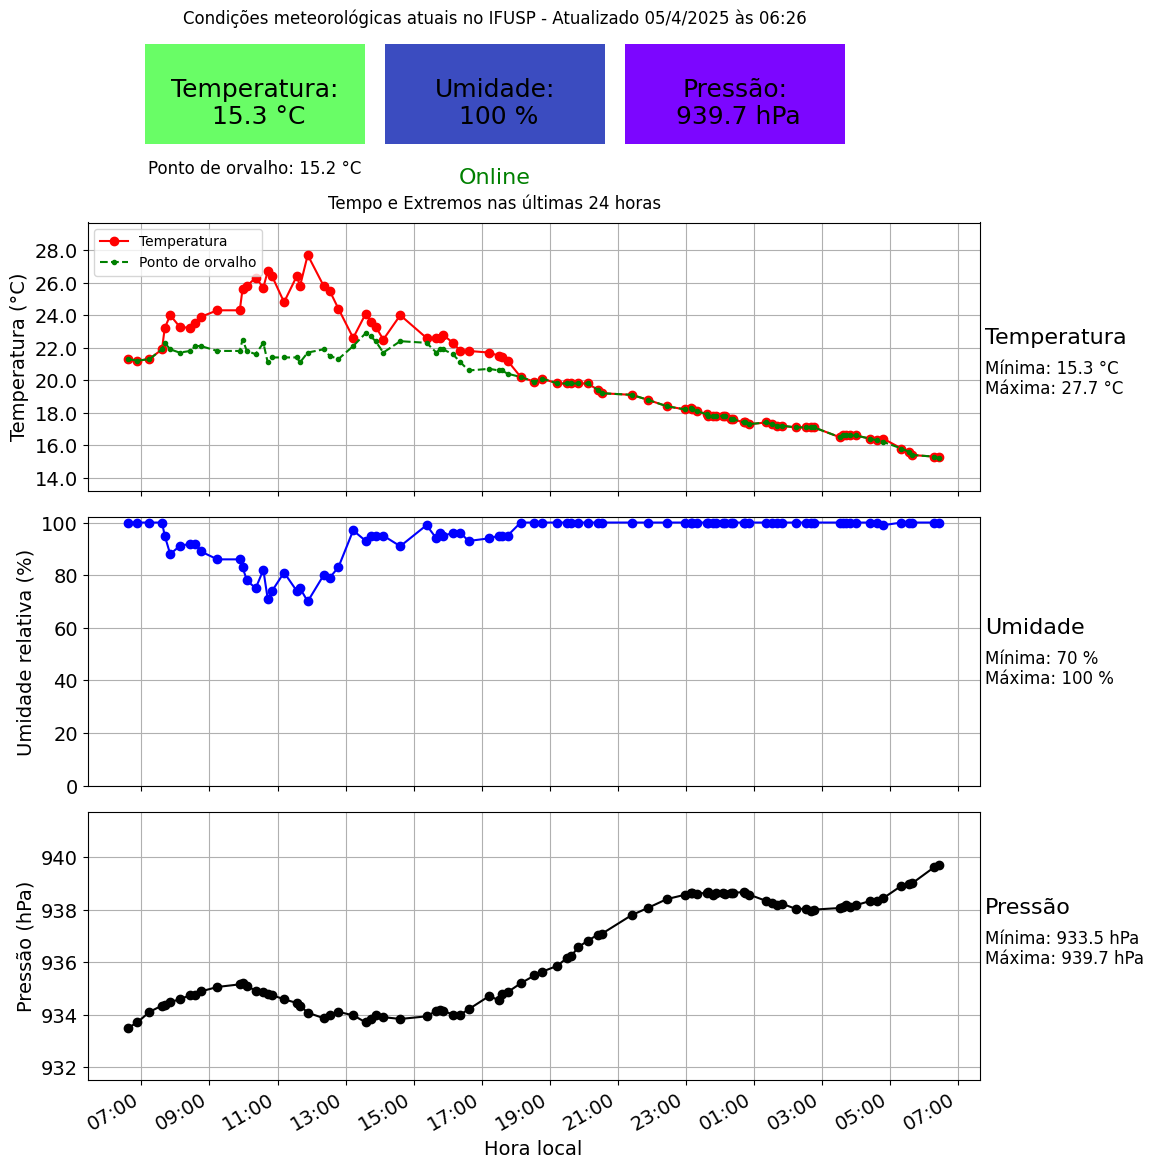 Condições meteorológicas atuais no IFUSP - Atualizado 05/4/2025 às 06:26
Temperatura:
15.3 °C
Umidade:
100 %
Pressão:
939.7 hPa
Ponto de orvalho: 15.2 °C
Online
Tempo e Extremos nas últimas 24 horas
Temperatura (°C)
28.0
26.0
24.0
22.0
20.0
18.0
16.0
14.0
Temperatura
Ponto de orvalho
Temperatura
Mínima: 15.3 °C
Máxima: 27.7 °C
Umidade relativa (%)
100
80
60
40
20
0
Umidade
Mínima: 70 %
Máxima: 100 %
Pressão (hPa)
940
938
936
934
932
Pressão
Mínima: 933.5 hPa
Máxima: 939.7 hPa
07:00 09:00 11:00 13:00 15:00 17:00 19:00 21:00 23:00 01:00 03:00 05:00 07:00
Hora local